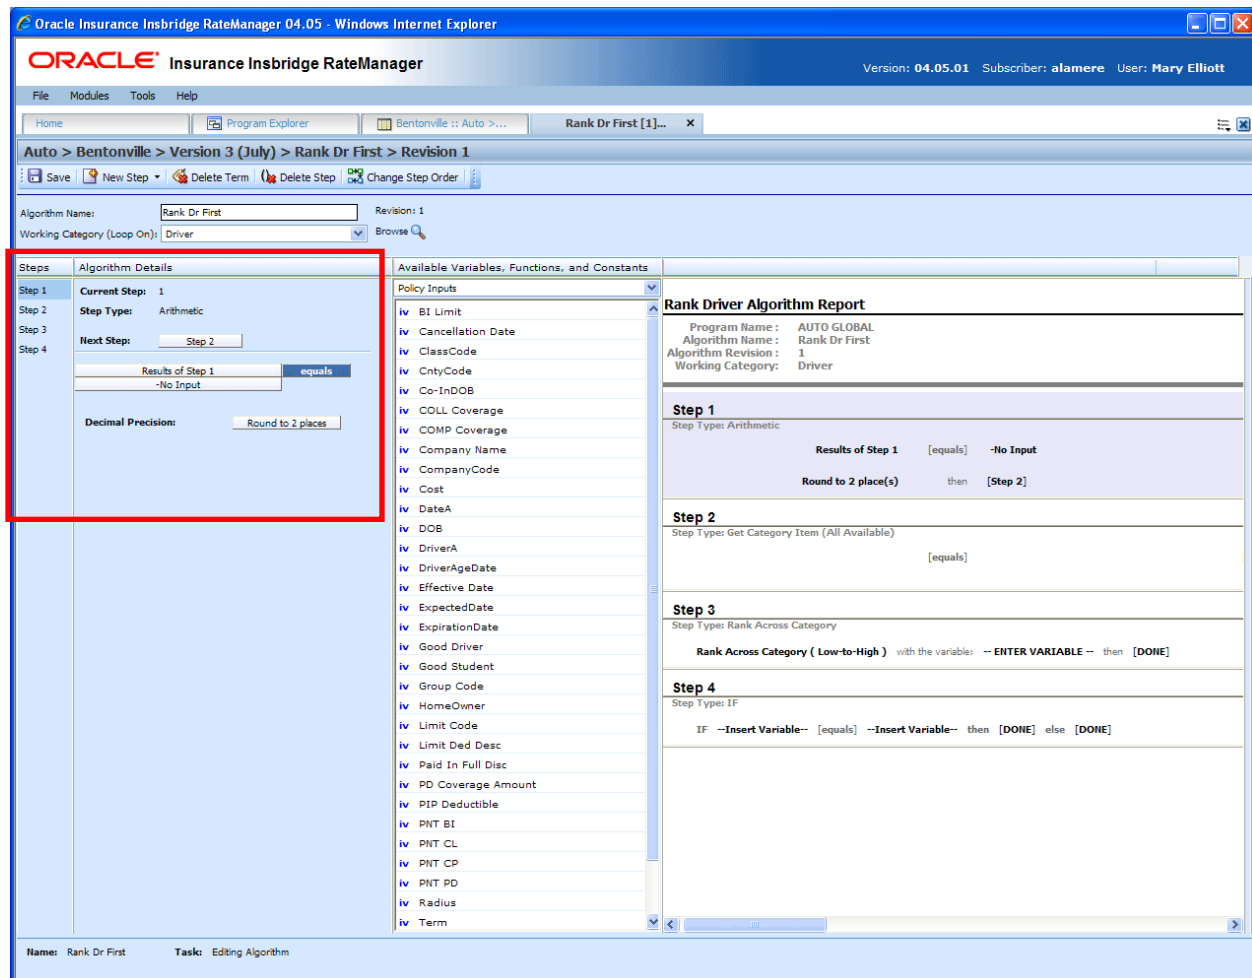 Oracle Insurance Insbridge RateManager 04.05 - Windows Internet Explorer
ORACLE Insurance Insbridge RateManager
Version: 04.05.01 Subscriber: alamere User: Mary Elliott
File Modules Tools Help
Home Program Explorer Bentonville :: Auto >... Rank Dr First [1]... x
Auto > Bentonville > Version 3 (July) > Rank Dr First > Revision 1
Save New Step Delete Term Delete Step Change Step Order
Algorithm Name: Rank Dr First Revision: 1
Working Category (Loop On): Driver Browse
Steps Algorithm Details Available Variables, Functions, and Constants
Step 1
Step 2
Step 3
Step 4
Current Step: 1
Step Type: Arithmetic
Next Step: Step 2
Results of Step 1 equals
-No Input
Decimal Precision: Round to 2 places
Policy Inputs
iv BI Limit
iv Cancellation Date
iv ClassCode
iv CntyCode
iv Co-InDOB
iv COLL Coverage
iv COMP Coverage
iv Company Name
iv CompanyCode
iv Cost
iv DateA
iv DOB
iv DriverA
iv DriverAgeDate
iv Effective Date
iv ExpectedDate
iv ExpirationDate
iv Good Driver
iv Good Student
iv Group Code
iv HomeOwner
iv Limit Code
iv Limit Ded Desc
iv Paid In Full Disc
iv PD Coverage Amount
iv PIP Deductible
iv PNT BI
iv PNT CL
iv PNT CP
iv PNT PD
iv Radius
iv Term
Rank Driver Algorithm Report
Program Name : AUTO GLOBAL
Algorithm Name : Rank Dr First
Algorithm Revision : 1
Working Category: Driver
Step 1
Step Type: Arithmetic
Results of Step 1 [equals] -No Input
Round to 2 place(s) then [Step 2]
Step 2
Step Type: Get Category Item (All Available)
[equals]
Step 3
Step Type: Rank Across Category
Rank Across Category ( Low-to-High ) with the variable: -- ENTER VARIABLE -- then [DONE]
Step 4
Step Type: IF
IF --Insert Variable-- [equals] --Insert Variable-- then [DONE] else [DONE]
Name: Rank Dr First Task: Editing Algorithm